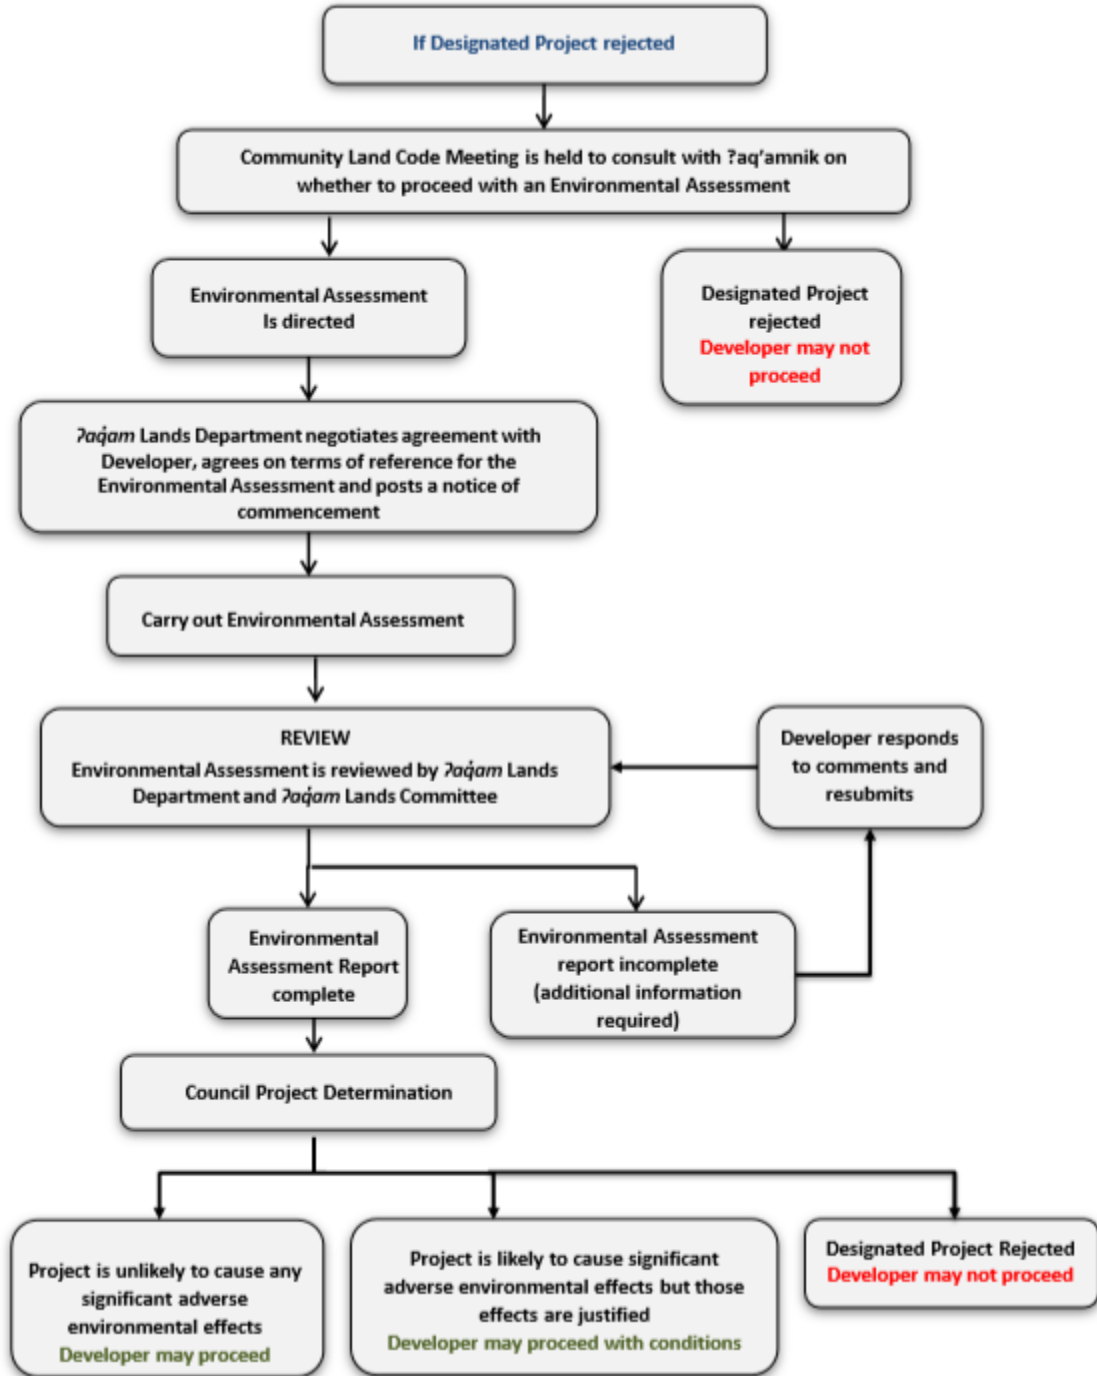 If Designated Project rejected
Community Land Code Meeting is held to consult with ?aq'amnik on
whether to proceed with an Environmental Assessment
Environmental Assessment
Is directed
Designated Project
rejected
Developer may not
proceed
ʔaq̓am Lands Department negotiates agreement with
Developer, agrees on terms of reference for the
Environmental Assessment and posts a notice of
commencement
Carry out Environmental Assessment
REVIEW
Environmental Assessment is reviewed by ʔaq̓am Lands
Department and ʔaq̓am Lands Committee
Developer responds
to comments and
resubmits
Environmental
Assessment Report
complete
Environmental Assessment
report incomplete
(additional information
required)
Council Project Determination
Project is unlikely to cause any
significant adverse
environmental effects
Developer may proceed
Project is likely to cause significant
adverse environmental effects but those
effects are justified
Developer may proceed with conditions
Designated Project Rejected
Developer may not proceed